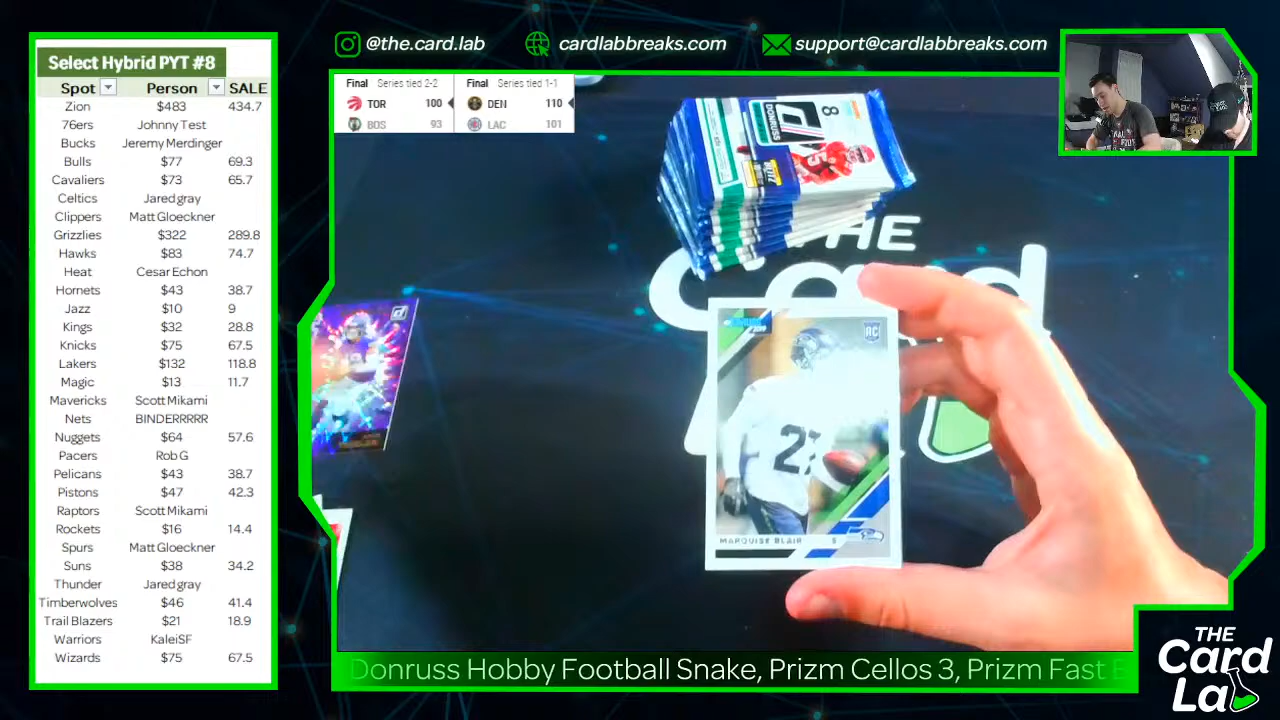 @the.card.lab
cardlabbreaks.com
support@cardlabbreaks.com
Select Hybrid PYT #8
Spot Person SALE
Zion $483 434.7
76ers Johnny Test
Bucks Jeremy Merdinger
Bulls $77 69.3
Cavaliers $73 65.7
Celtics Jared gray
Clippers Matt Gloeckner
Grizzlies $322 289.8
Hawks $83 74.7
Heat Cesar Echon
Hornets $43 38.7
Jazz $10 9
Kings $32 28.8
Knicks $75 67.5
Lakers $132 118.8
Magic $13 11.7
Mavericks Scott Mikami
Nets BINDERRRRR
Nuggets $64 57.6
Pacers Rob G
Pelicans $43 38.7
Pistons $47 42.3
Raptors Scott Mikami
Rockets $16 14.4
Spurs Matt Gloeckner
Suns $38 34.2
Thunder Jared gray
Timberwolves $46 41.4
Trail Blazers $21 18.9
Warriors KaleiSF
Wizards $75 67.5
Final Series tied 2-2
TOR 100
BOS 93
Final Series tied 1-1
DEN 110
LAC 101
DONRUSS
8
THE
Card
RC
27
MARQUISE BLAIR S
Donruss Hobby Football Snake, Prizm Cellos 3, Prizm Fast
THE
Card
Lab